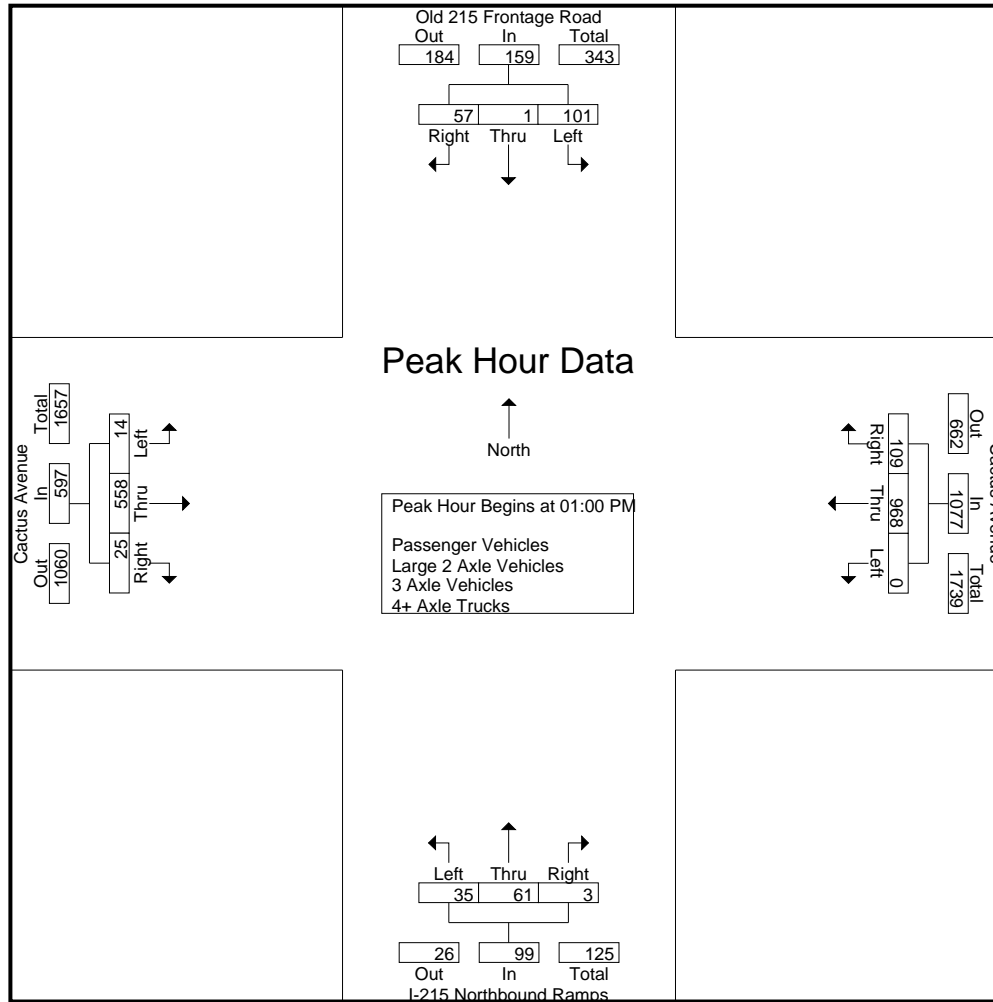 Old 215 Frontage Road
Out In Total
184 159 343
57 1 101
Right Thru Left
Peak Hour Data
North
Peak Hour Begins at 01:00 PM
Passenger Vehicles
Large 2 Axle Vehicles
3 Axle Vehicles
4+ Axle Trucks
Cactus Avenue
Out In Total
1060 597 1657
25 558 14
Right Thru Left
Out In Total
662 1077 1739
109 968 0
Right Thru Left
Left Thru Right
35 61 3
26 99 125
Out In Total
I-215 Northbound Ramps